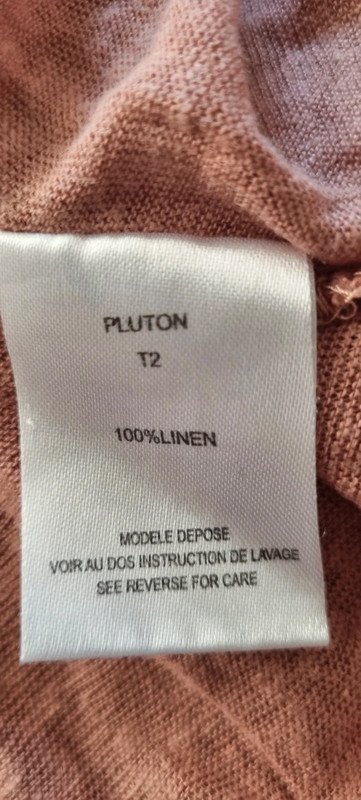 PLUTON
T2
100%LINEN
MODELE DEPOSE
VOIR AU DOS INSTRUCTION DE LAVAGE
SEE REVERSE FOR CARE